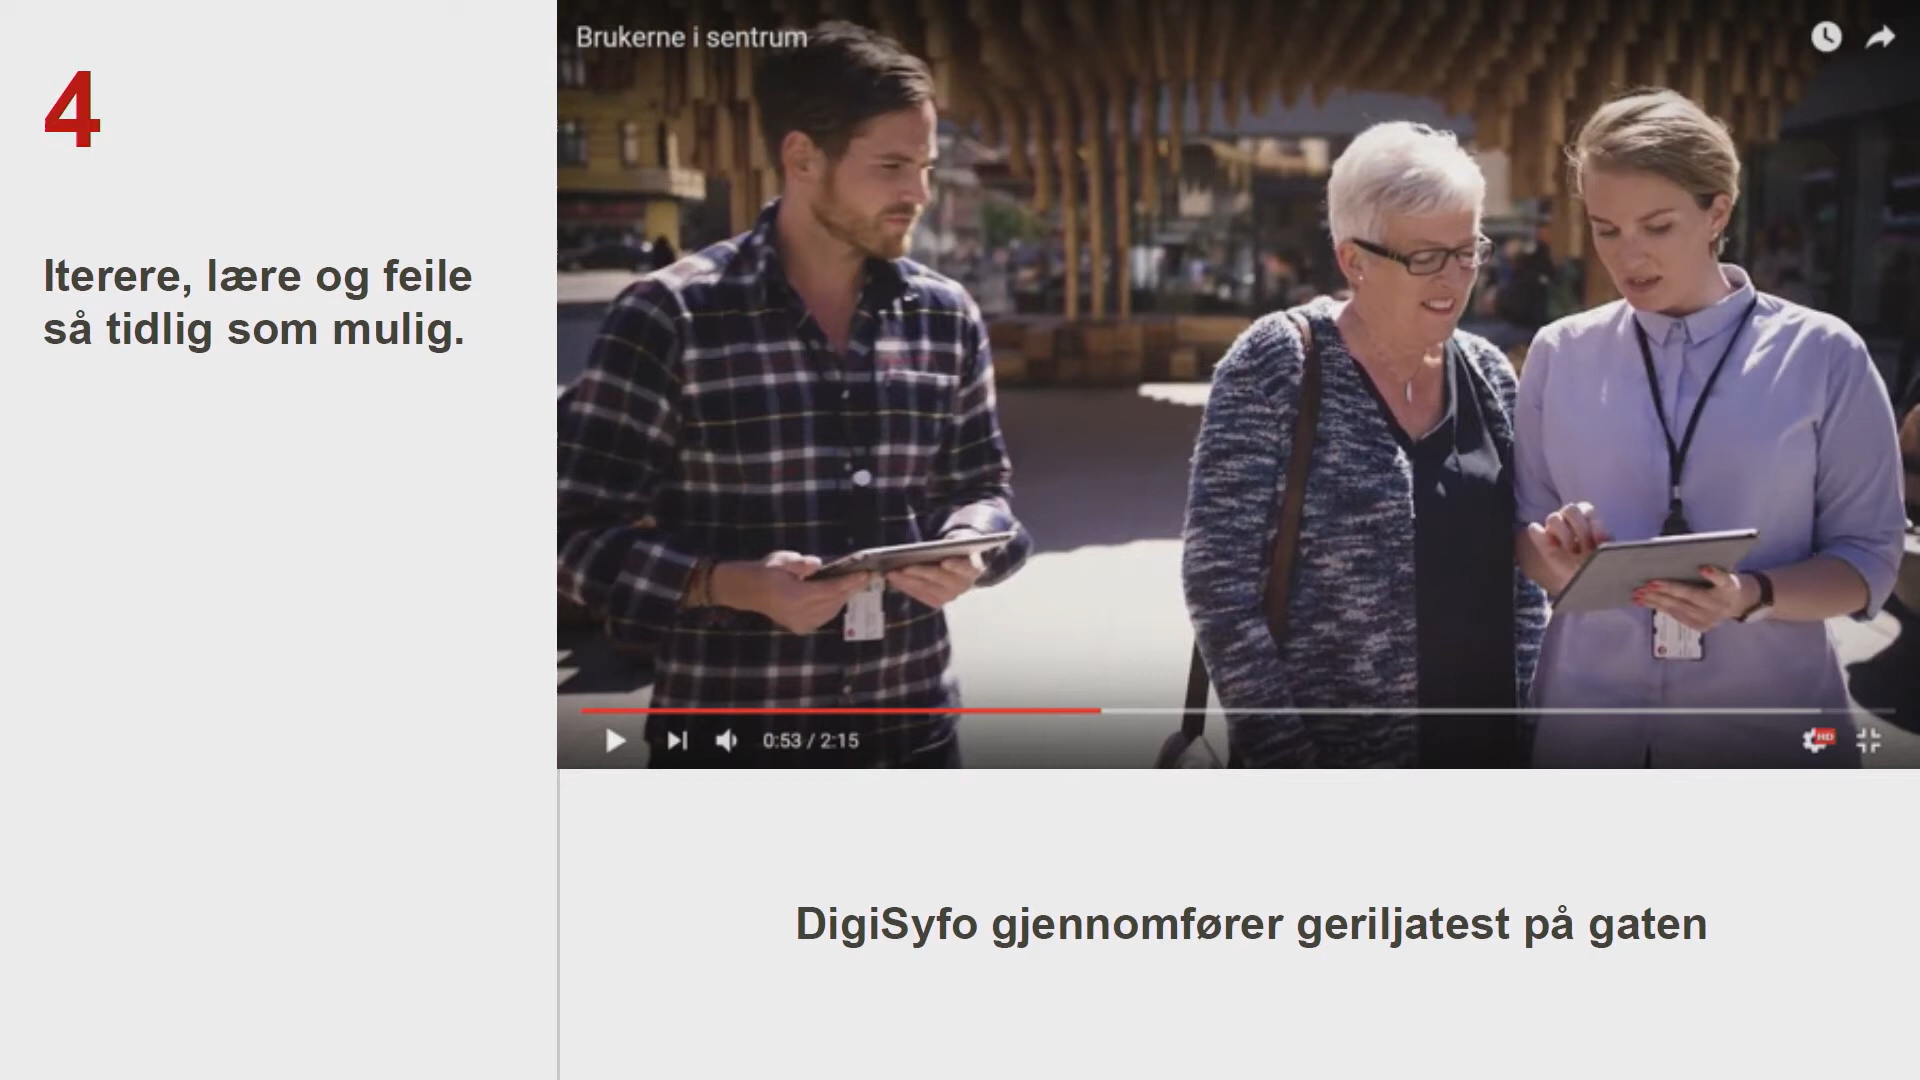 4
Iterere, lære og feile
så tidlig som mulig.
Brukerne i sentrum
0:53 / 2:15
HD
DigiSyfo gjennomfører geriljatest på gaten